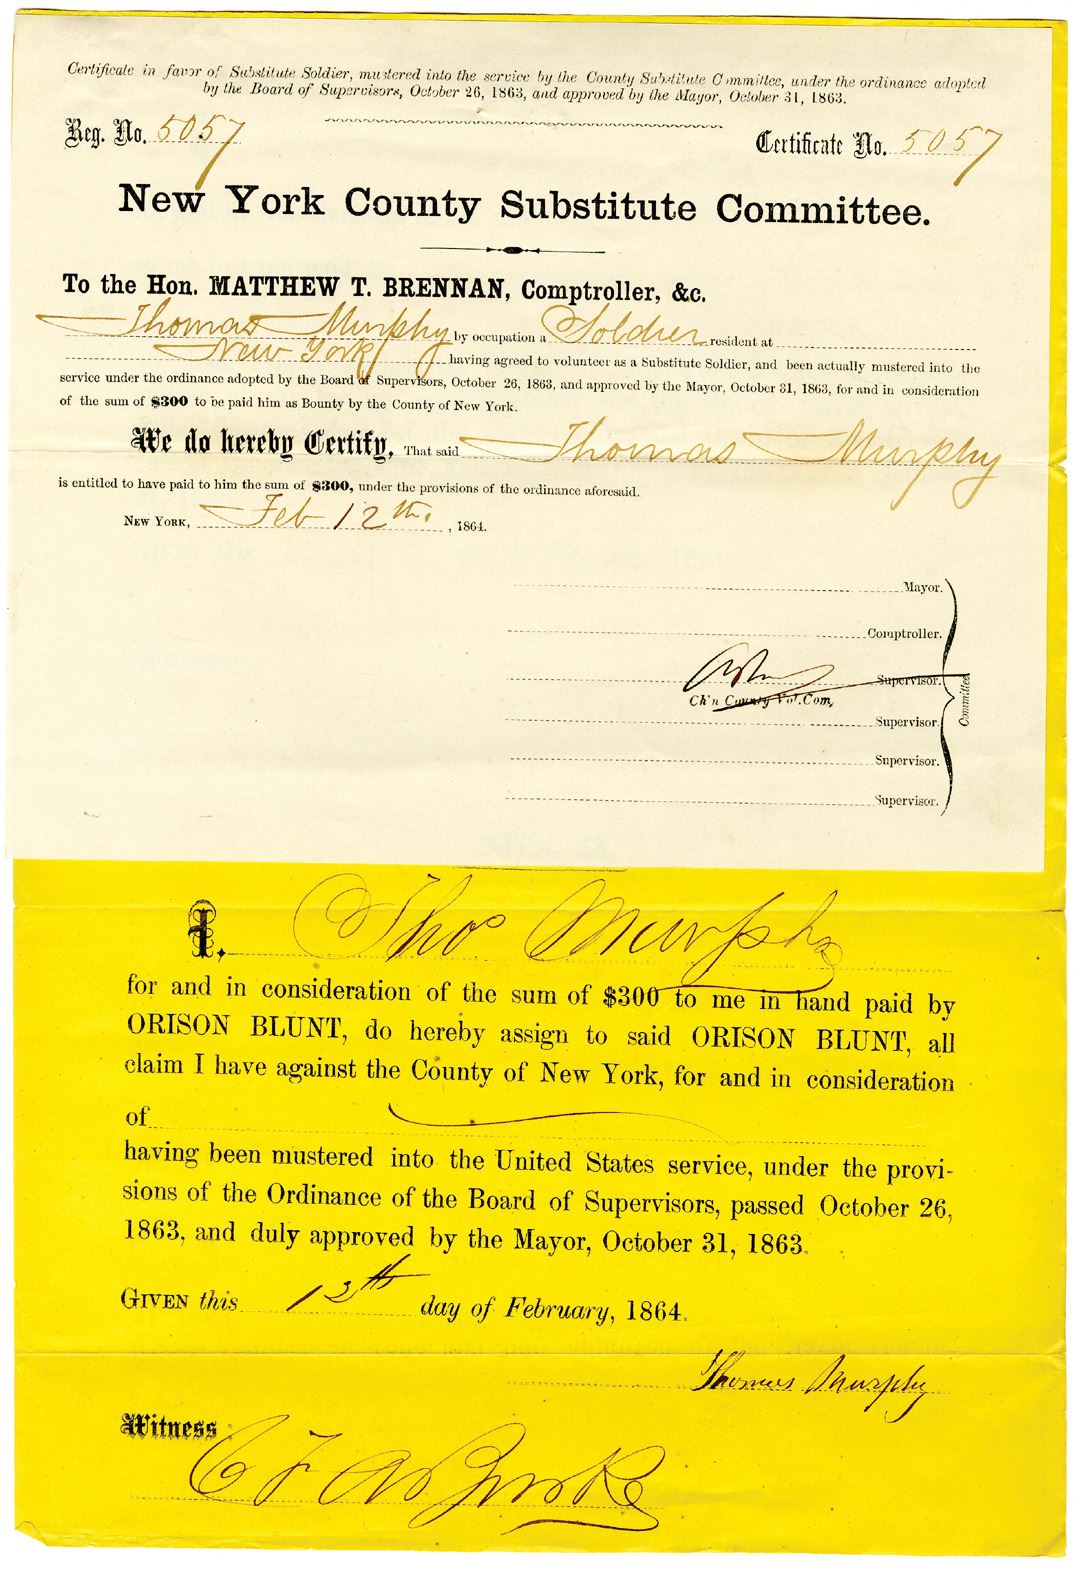 Certificate in favor of Substitute Soldier, mustered into the service by the County Substitute Committee, under the ordinance adopted
by the Board of Supervisors, October 26, 1863, and approved by the Mayor, October 31, 1863.
Reg. No. 5057 Certificate No. 5057
New York County Substitute Committee.
To the Hon. MATTHEW T. BRENNAN, Comptroller, &c.
Thomas Murphy by occupation a Soldier resident at
New York having agreed to volunteer as a Substitute Soldier, and been actually mustered into the
service under the ordinance adopted by the Board of Supervisors, October 26, 1863, and approved by the Mayor, October 31, 1863, for and in consideration
of the sum of $300 to be paid him as Bounty by the County of New York.
We do hereby Certify, That said Thomas Murphy
is entitled to have paid to him the sum of $300, under the provisions of the ordinance aforesaid.
NEW YORK, Feb 12th, 1864.
Mayor.
Comptroller.
Supervisor.
Ch'n County Vol. Com,
Supervisor.
Supervisor.
Supervisor.
Committee
I, Thos Murphy
for and in consideration of the sum of $300 to me in hand paid by
ORISON BLUNT, do hereby assign to said ORISON BLUNT, all
claim I have against the County of New York, for and in consideration
of
having been mustered into the United States service, under the provi-
sions of the Ordinance of the Board of Supervisors, passed October 26,
1863, and duly approved by the Mayor, October 31, 1863.
GIVEN this 12th day of February, 1864.
Thomas Murphy
Witness